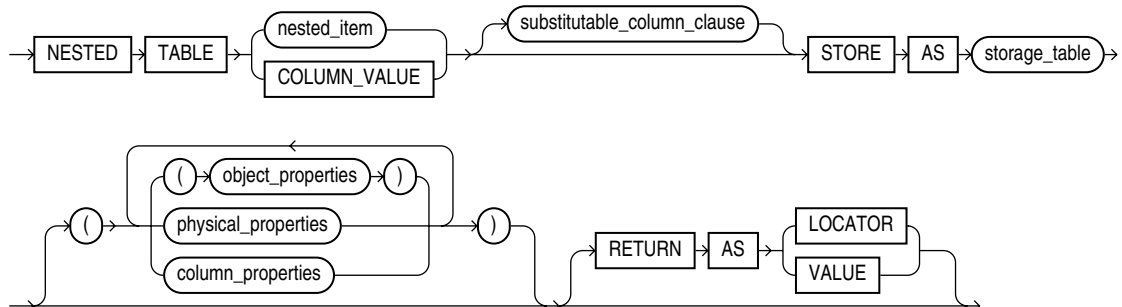 nested_item substitutable_column_clause
NESTED TABLE COLUMN_VALUE STORE AS storage_table
( object_properties ) LOCATOR
( physical_properties ) RETURN AS
column_properties VALUE